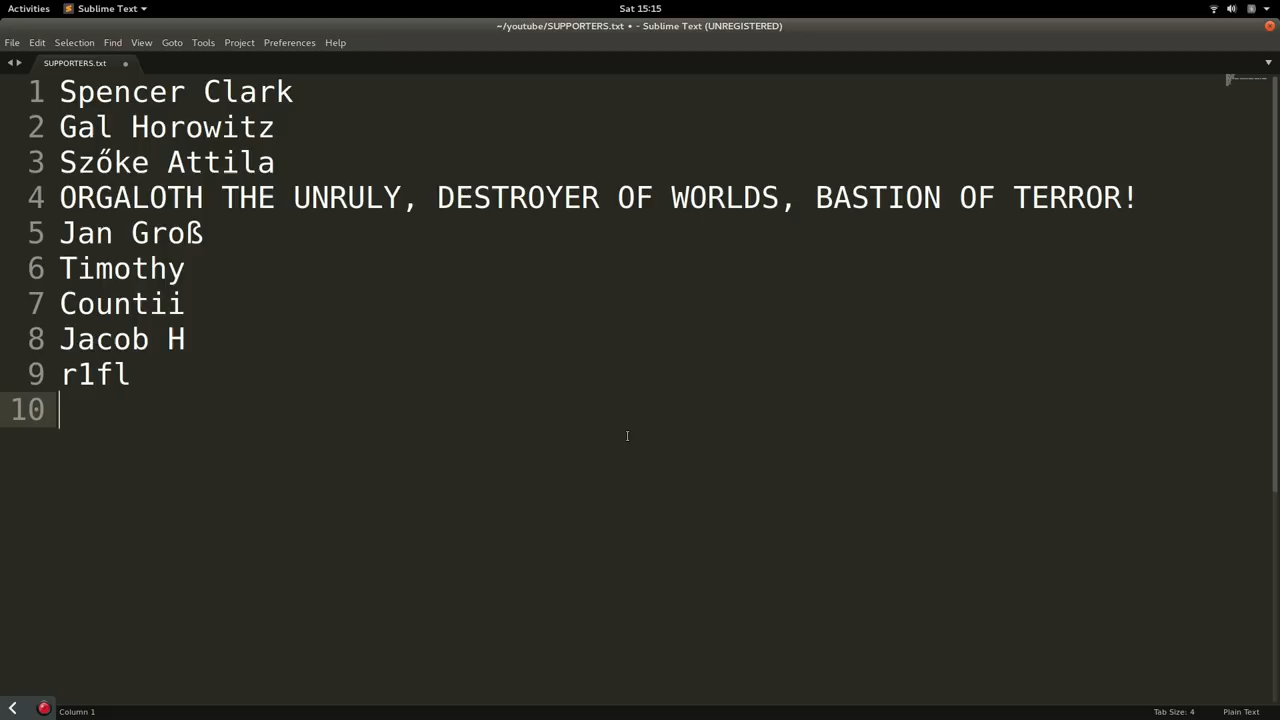 Activities Sublime Text Sat 15:15
~/youtube/SUPPORTERS.txt • - Sublime Text (UNREGISTERED)
File Edit Selection Find View Goto Tools Project Preferences Help
SUPPORTERS.txt
1 Spencer Clark
2 Gal Horowitz
3 Szőke Attila
4 ORGALOTH THE UNRULY, DESTROYER OF WORLDS, BASTION OF TERROR!
5 Jan Groß
6 Timothy
7 Countii
8 Jacob H
9 r1fl
10
Column 1 Tab Size: 4 Plain Text